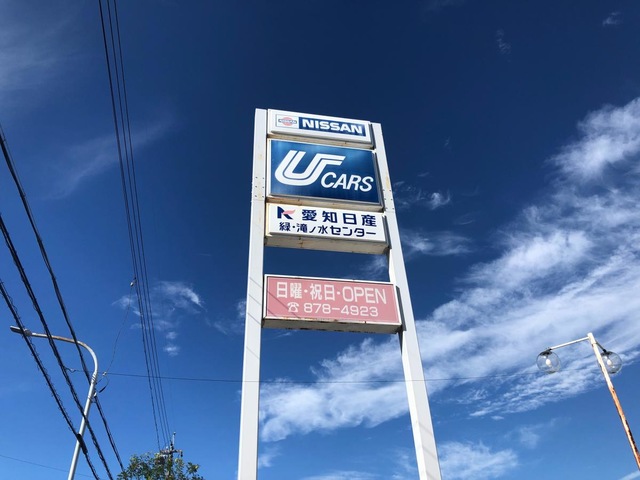 NISSAN
U CARS
愛知日産
緑・滝ノ水センター
日曜・祝日・OPEN
☎878-4923